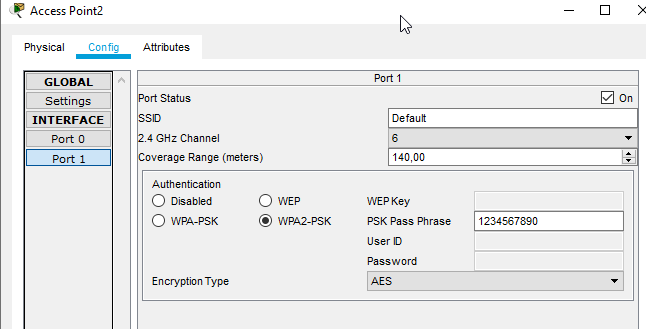 Access Point2
Physical Config Attributes
GLOBAL
Settings
INTERFACE
Port 0
Port 1
Port 1
Port Status On
SSID Default
2.4 GHz Channel 6
Coverage Range (meters) 140,00
Authentication
Disabled WEP WEP Key
WPA-PSK WPA2-PSK PSK Pass Phrase 1234567890
User ID
Password
Encryption Type AES